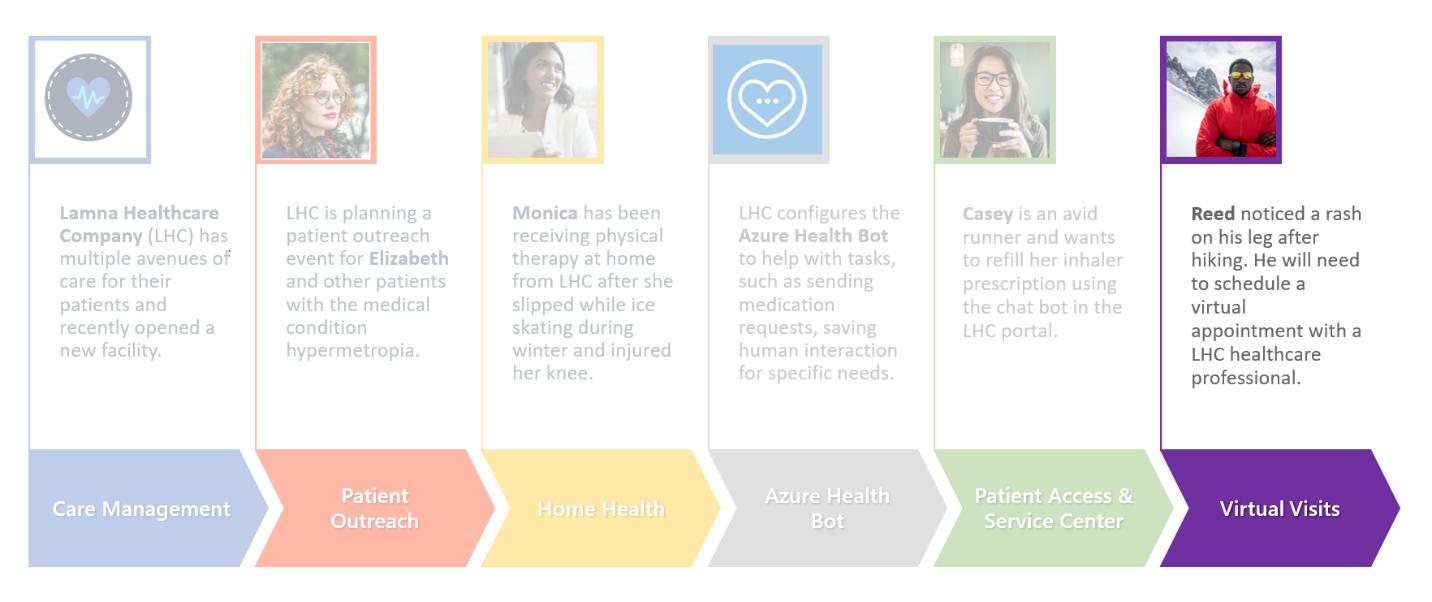 Lamna Healthcare
Company (LHC) has
multiple avenues of
care for their
patients and
recently opened a
new facility.
LHC is planning a
patient outreach
event for Elizabeth
and other patients
with the medical
condition
hypermetropia.
Monica has been
receiving physical
therapy at home
from LHC after she
slipped while ice
skating during
winter and injured
her knee.
LHC configures the
Azure Health Bot
to help with tasks,
such as sending
medication
requests, saving
human interaction
for specific needs.
Casey is an avid
runner and wants
to refill her inhaler
prescription using
the chat bot in the
LHC portal.
Reed noticed a rash
on his leg after
hiking. He will need
to schedule a
virtual
appointment with a
LHC healthcare
professional.
Care Management
Patient
Outreach
Home Health
Azure Health
Bot
Patient Access &
Service Center
Virtual Visits